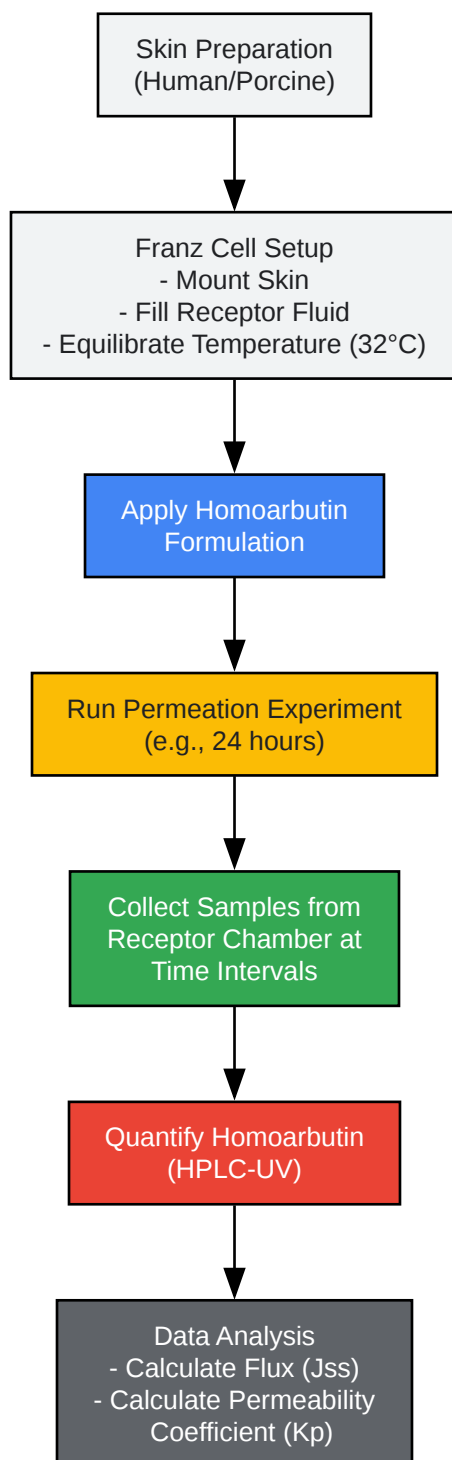 Skin Preparation
(Human/Porcine)
Franz Cell Setup
- Mount Skin
- Fill Receptor Fluid
- Equilibrate Temperature (32°C)
Apply Homoarbutin
Formulation
Run Permeation Experiment
(e.g., 24 hours)
Collect Samples from
Receptor Chamber at
Time Intervals
Quantify Homoarbutin
(HPLC-UV)
Data Analysis
- Calculate Flux (Jss)
- Calculate Permeability
Coefficient (Kp)